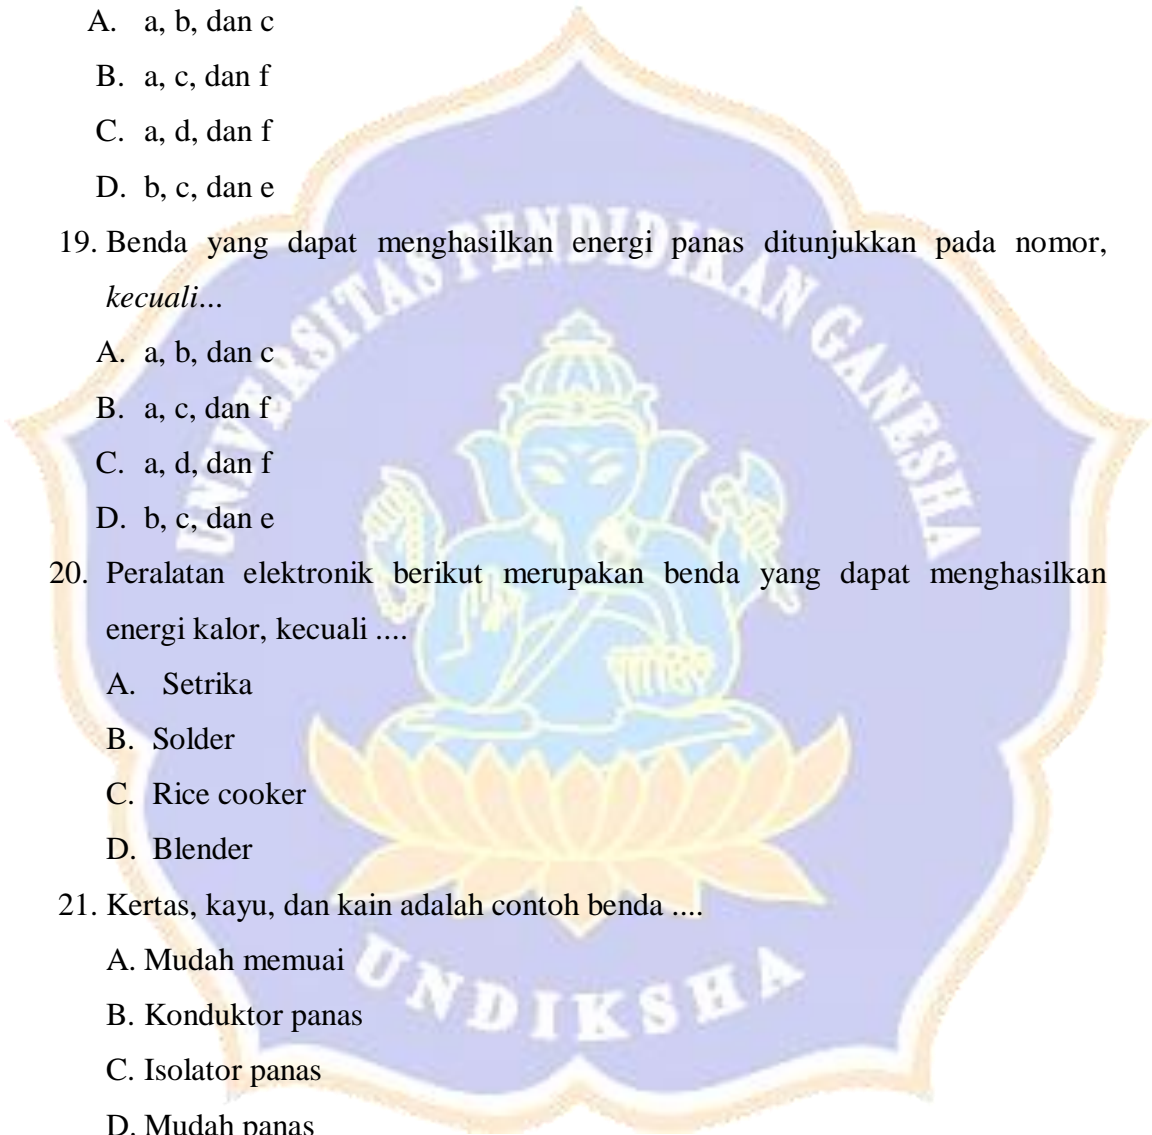 A. a, b, dan c
B. a, c, dan f
C. a, d, dan f
D. b, c, dan e
19. Benda yang dapat menghasilkan energi panas ditunjukkan pada nomor,
kecuali...
A. a, b, dan c
B. a, c, dan f
C. a, d, dan f
D. b, c, dan e
20. Peralatan elektronik berikut merupakan benda yang dapat menghasilkan
energi kalor, kecuali ....
A. Setrika
B. Solder
C. Rice cooker
D. Blender
21. Kertas, kayu, dan kain adalah contoh benda ....
A. Mudah memuai
B. Konduktor panas
C. Isolator panas
D. Mudah panas
UNIVERSITAS PENDIDIKAN GANESHA
UNDIKSHA